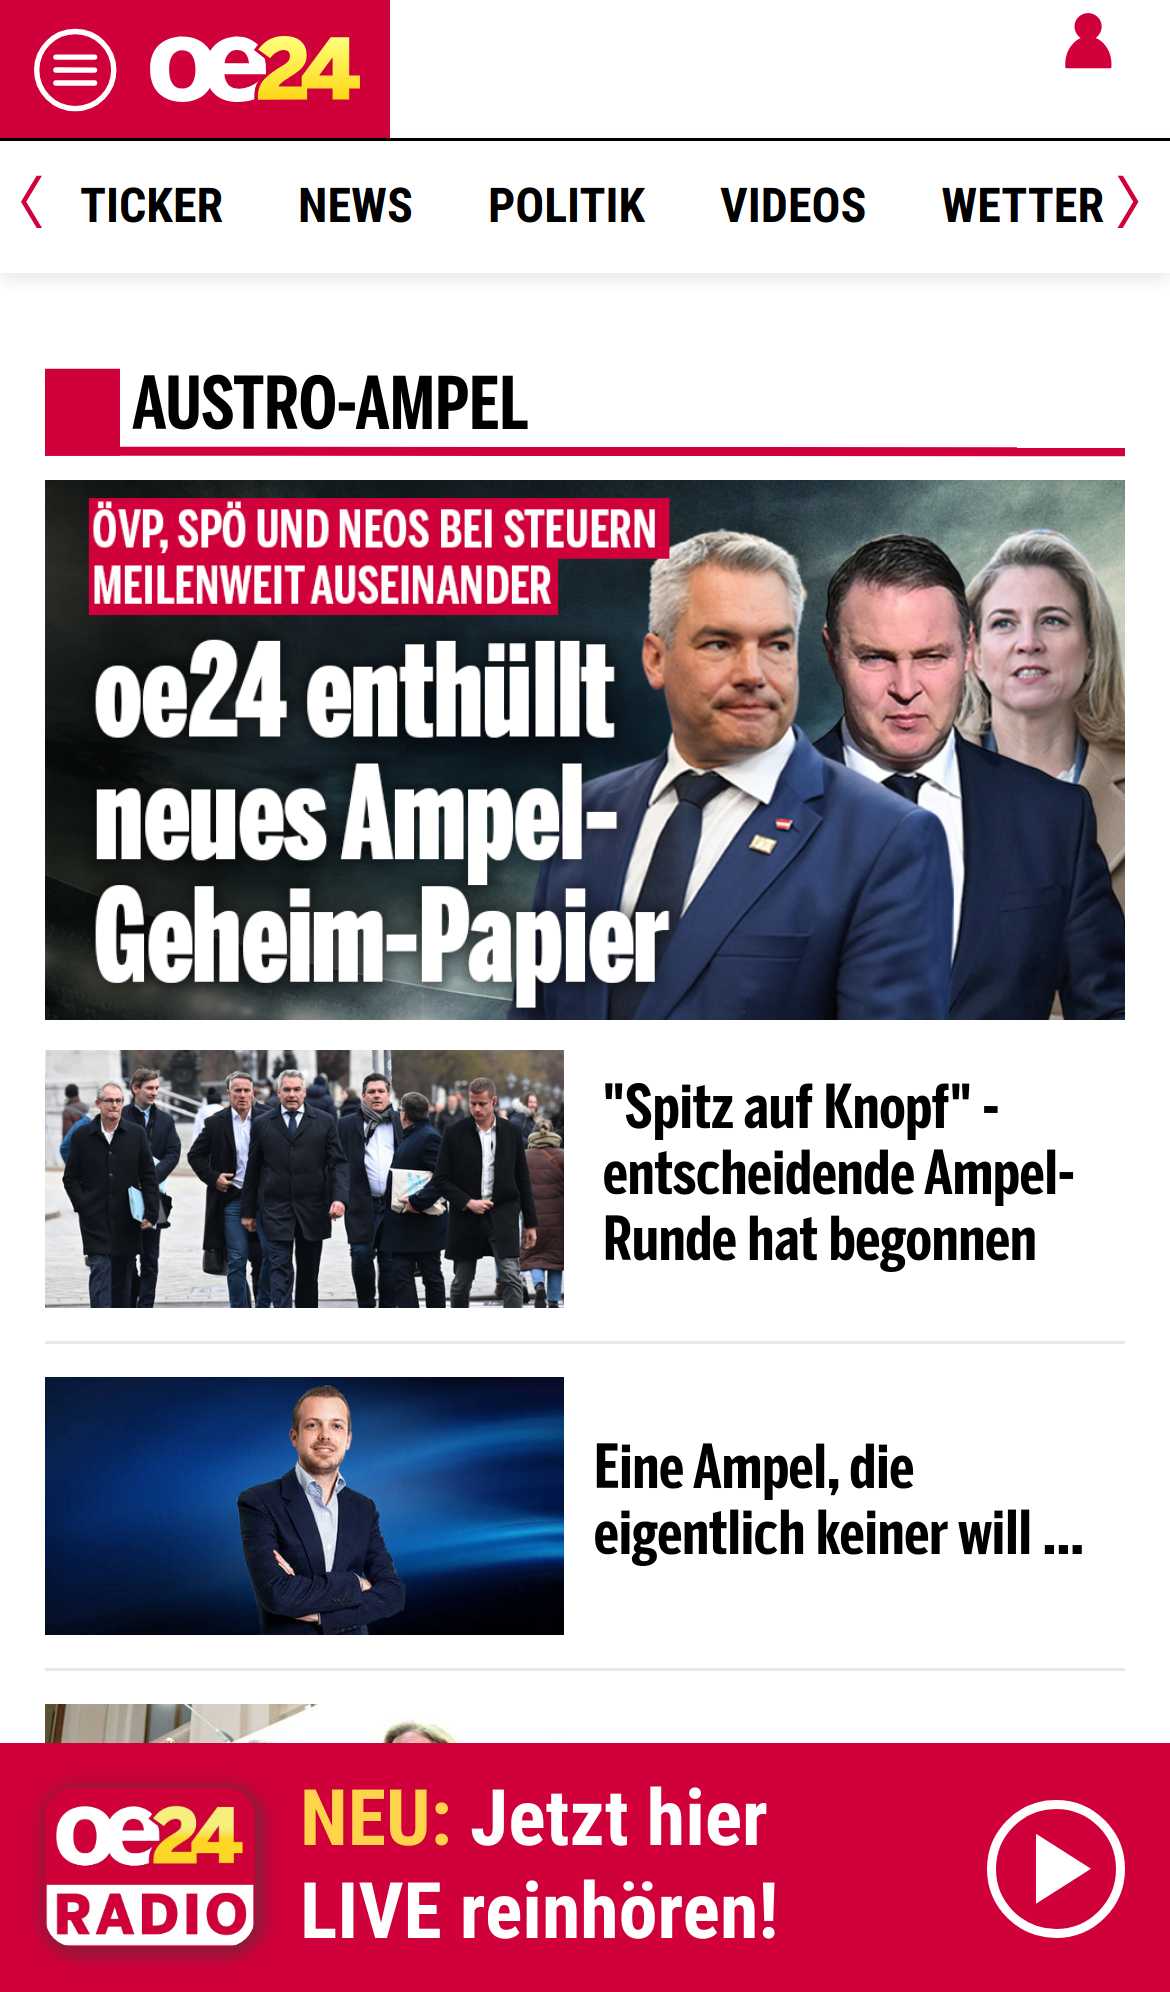 oe24
TICKER NEWS POLITIK VIDEOS WETTER
AUSTRO-AMPEL
ÖVP, SPÖ UND NEOS BEI STEUERN
MEILENWEIT AUSEINANDER
oe24 enthüllt
neues Ampel-
Geheim-Papier
"Spitz auf Knopf" -
entscheidende Ampel-
Runde hat begonnen
Eine Ampel, die
eigentlich keiner will ...
oe24
RADIO
NEU: Jetzt hier
LIVE reinhören!